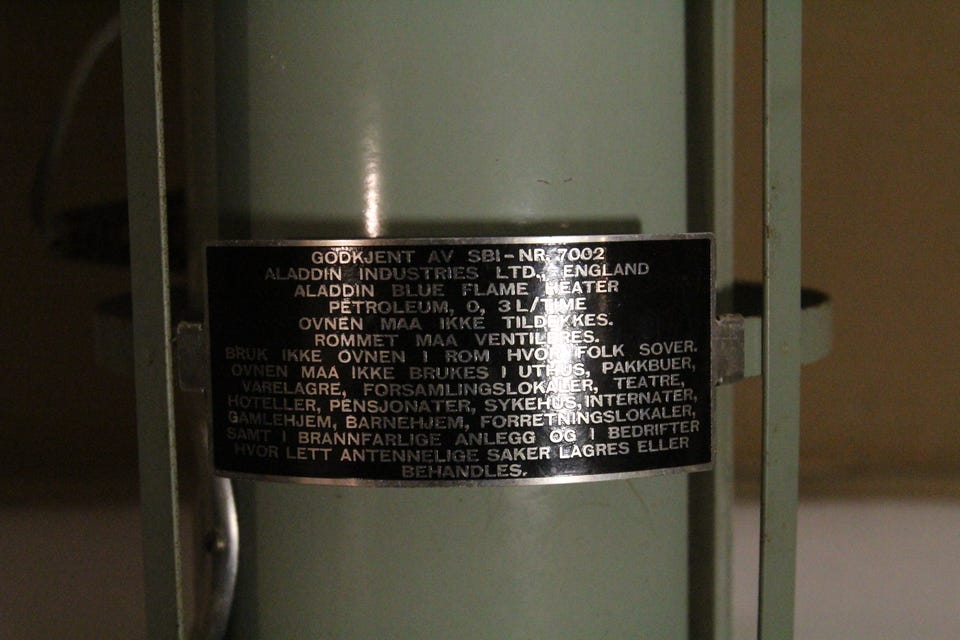 GODKJENT AV SBI-NR. 7002
ALADDIN INDUSTRIES LTD., ENGLAND
ALADDIN BLUE FLAME HEATER
PETROLEUM, 0, 3 L/TIME
OVNEN MAA IKKE TILDEKKES.
ROMMET MAA VENTILERES.
BRUK IKKE OVNEN I ROM HVOR FOLK SOVER.
OVNEN MAA IKKE BRUKES I UTHUS, PAKKBUER,
VARELAGRE, FORSAMLINGSLOKALER, TEATRE,
HOTELLER, PENSJONATER, SYKEHUS, INTERNATER,
GAMLEHJEM, BARNEHJEM, FORRETNINGSLOKALER,
SAMT I BRANNFARLIGE ANLEGG OG I BEDRIFTER
HVOR LETT ANTENNELIGE SAKER LAGRES ELLER
BEHANDLES.